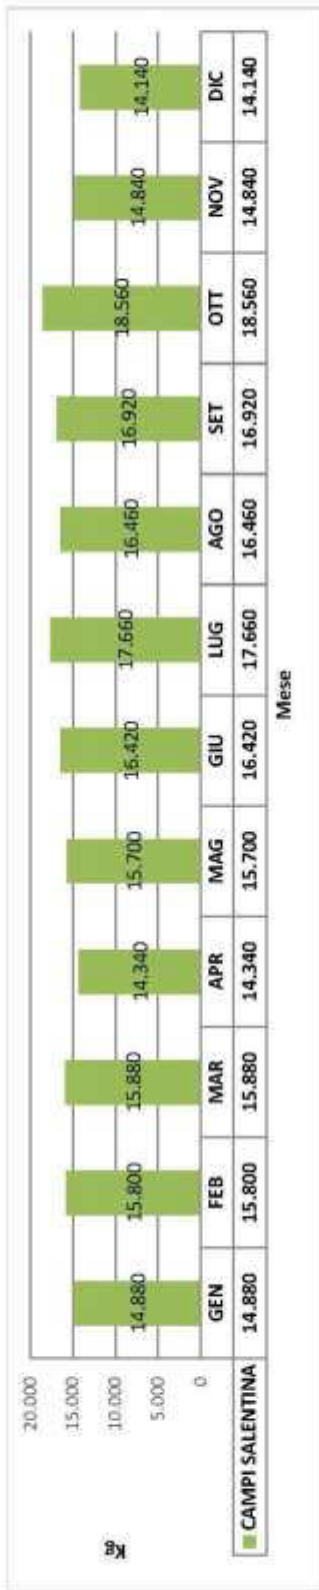 20.000
15.000
10.000
5.000
0
Kg
14.880 15.800 15.880 14.340 15.700 16.420 17.660 16.460 16.920 18.560 14.840 14.140
GEN FEB MAR APR MAG GIU LUG AGO SET OTT NOV DIC
CAMPI SALENTINA 14.880 15.800 15.880 14.340 15.700 16.420 17.660 16.460 16.920 18.560 14.840 14.140
Mese